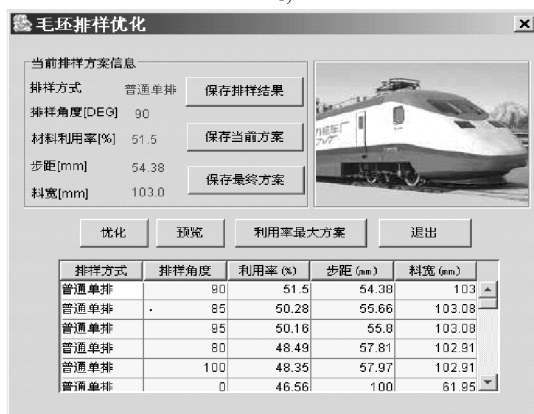 毛坯排样优化
当前排样方案信息
排样方式 普通单排
排样角度[DEG] 90
材料利用率[%] 51.5
步距[mm] 54.38
料宽[mm] 103.0
保存排样结果
保存当前方案
保存最终方案
优化 预览 利用率最大方案 退出
排样方式 排样角度 利用率(%) 步距(mm) 料宽(mm)
普通单排 90 51.5 54.38 103
普通单排 85 50.28 55.66 103.08
普通单排 95 50.16 55.8 103.08
普通单排 80 48.49 57.81 102.91
普通单排 100 48.35 57.97 102.91
普通单排 0 46.56 100 61.95